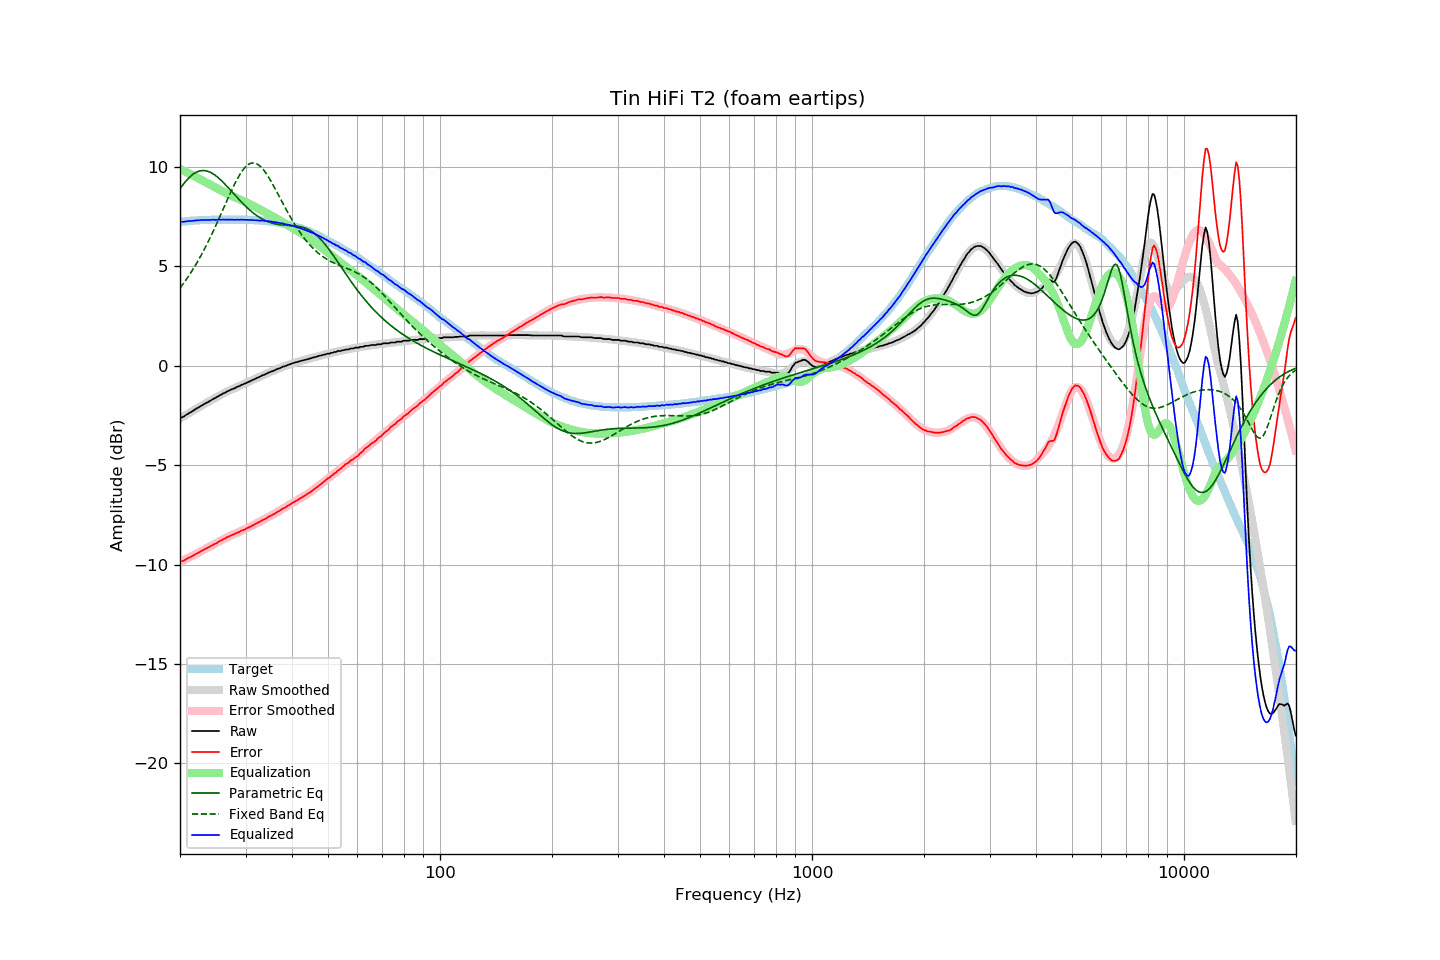 Tin HiFi T2 (foam eartips)
10
5
0
−5
−10
−15
−20
Amplitude (dBr)
Target
Raw Smoothed
Error Smoothed
Raw
Error
Equalization
Parametric Eq
Fixed Band Eq
Equalized
100 1000 10000
Frequency (Hz)